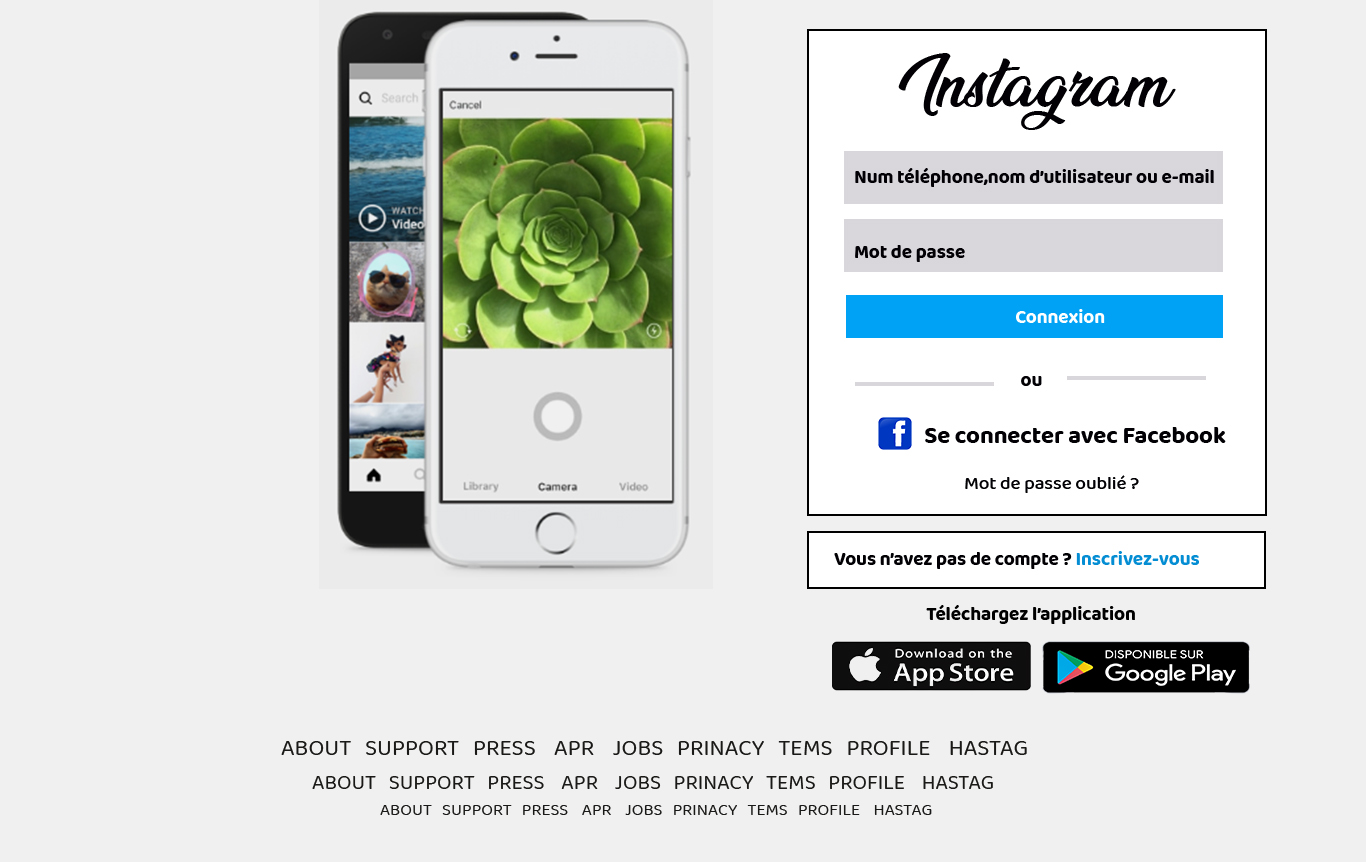 Search
WATCH
Video
Cancel
Library Camera Video
Instagram
Num téléphone,nom d'utilisateur ou e-mail
Mot de passe
Connexion
ou
Se connecter avec Facebook
Mot de passe oublié ?
Vous n'avez pas de compte ? Inscrivez-vous
Téléchargez l'application
Download on the
App Store
DISPONIBLE SUR
Google Play
ABOUT SUPPORT PRESS APR JOBS PRINACY TEMS PROFILE HASTAG
ABOUT SUPPORT PRESS APR JOBS PRINACY TEMS PROFILE HASTAG
ABOUT SUPPORT PRESS APR JOBS PRINACY TEMS PROFILE HASTAG